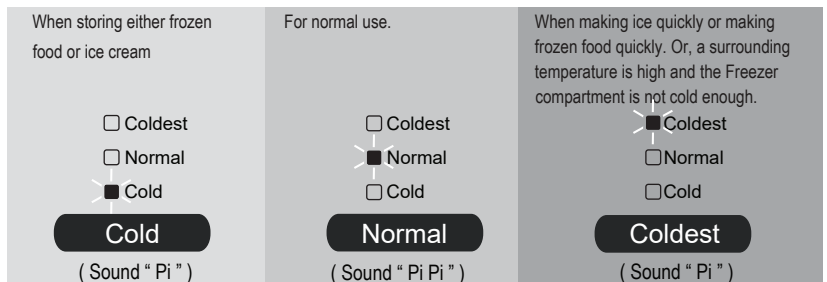 When storing either frozen
food or ice cream
Coldest
Normal
Cold
Cold
( Sound “ Pi ” )
For normal use.
Coldest
Normal
Cold
Normal
( Sound “ Pi Pi ” )
When making ice quickly or making
frozen food quickly. Or, a surrounding
temperature is high and the Freezer
compartment is not cold enough.
Coldest
Normal
Cold
Coldest
( Sound “ Pi ” )